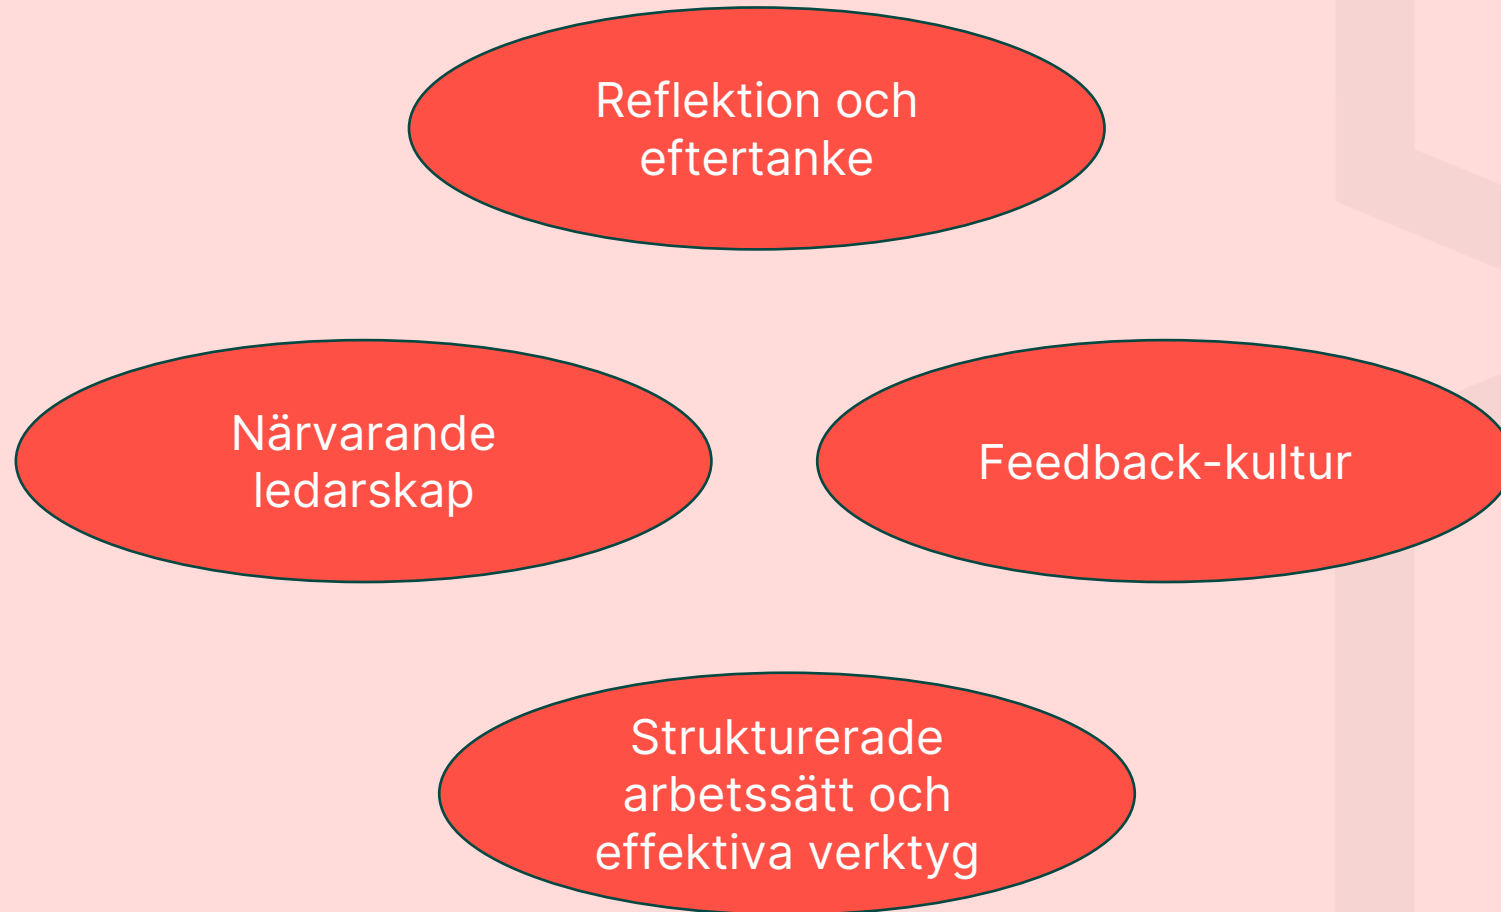 Reflektion och
eftertanke
Närvarande
ledarskap
Feedback-kultur
Strukturerade
arbetssätt och
effektiva verktyg